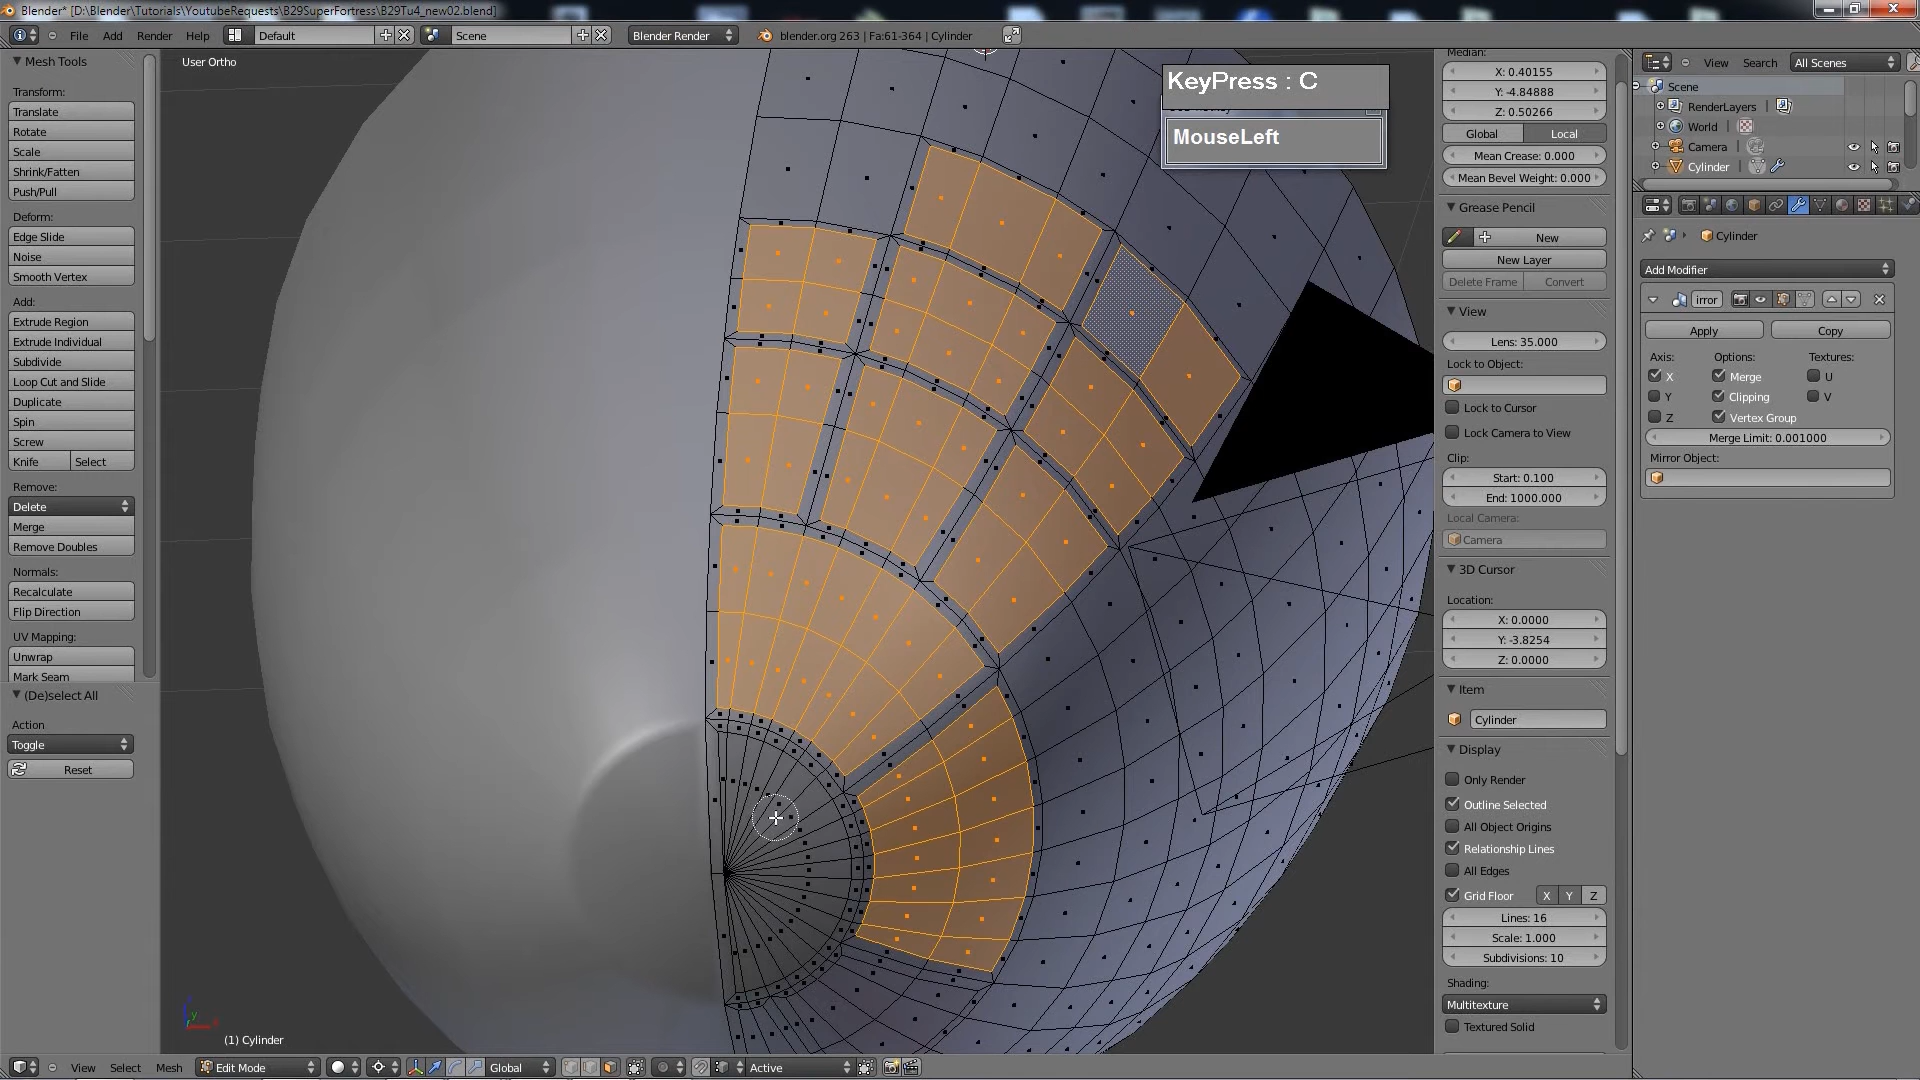 Blender* [D:\Blender\Tutorials\YoutubeRequests\B29SuperFortress\B29Tu4_new02.blend]
File Add Render Help Default Scene Blender Render blender.org 263 | Fa:61-364 | Cylinder
Mesh Tools
Transform:
Translate
Rotate
Scale
Shrink/Fatten
Push/Pull
Deform:
Edge Slide
Noise
Smooth Vertex
Add:
Extrude Region
Extrude Individual
Subdivide
Loop Cut and Slide
Duplicate
Spin
Screw
Knife Select
Remove:
Delete
Merge
Remove Doubles
Normals:
Recalculate
Flip Direction
UV Mapping:
Unwrap
Mark Seam
(De)select All
Action
Toggle
Reset
User Ortho
KeyPress : C
MouseLeft
(1) Cylinder
View Select Mesh Edit Mode Global Active
Median:
X: 0.40155
Y: -4.84888
Z: 0.50266
Global Local
Mean Crease: 0.000
Mean Bevel Weight: 0.000
Grease Pencil
New
New Layer
Delete Frame Convert
View
Lens: 35.000
Lock to Object:
Lock to Cursor
Lock Camera to View
Clip:
Start: 0.100
End: 1000.000
Local Camera:
Camera
3D Cursor
Location:
X: 0.0000
Y: -3.8254
Z: 0.0000
Item
Cylinder
Display
Only Render
Outline Selected
All Object Origins
Relationship Lines
All Edges
Grid Floor X Y Z
Lines: 16
Scale: 1.000
Subdivisions: 10
Shading:
Multitexture
Textured Solid
View Search All Scenes
Scene
RenderLayers
World
Camera
Cylinder
Cylinder
Add Modifier
irror
Apply Copy
Axis: Options: Textures:
X Merge U
Y Clipping V
Z Vertex Group
Merge Limit: 0.001000
Mirror Object: